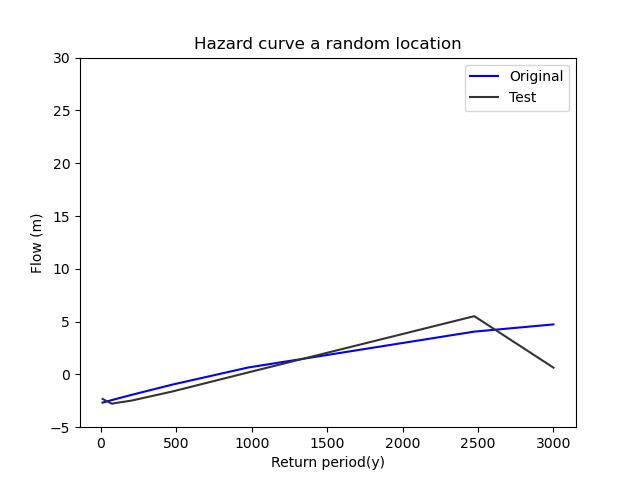 Hazard curve a random location
30
25
20
15
10
5
0
−5
Flow (m)
Original
Test
0 500 1000 1500 2000 2500 3000
Return period(y)